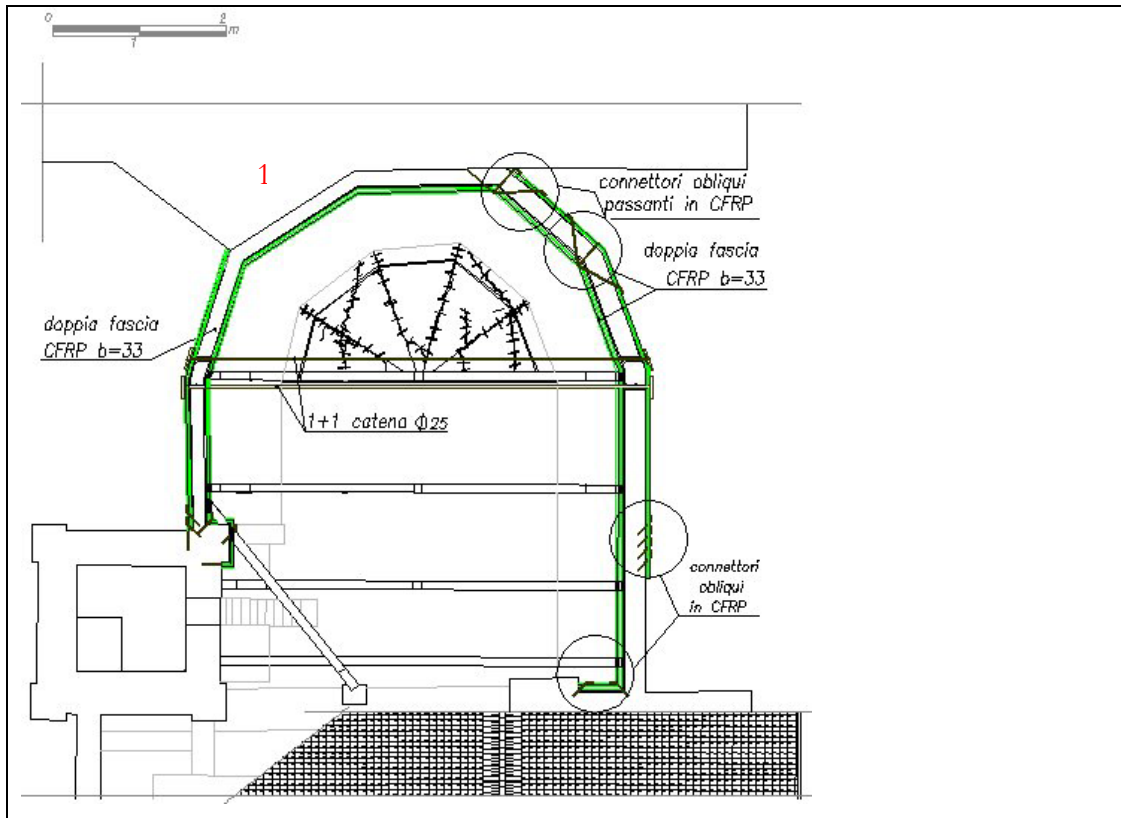 0 2
1 m
1
connettori obliqui
passanti in CFRP
doppia fascia
CFRP b=33
doppia fascia
CFRP b=33
1+1 catena Φ25
connettori
obliqui
in CFRP